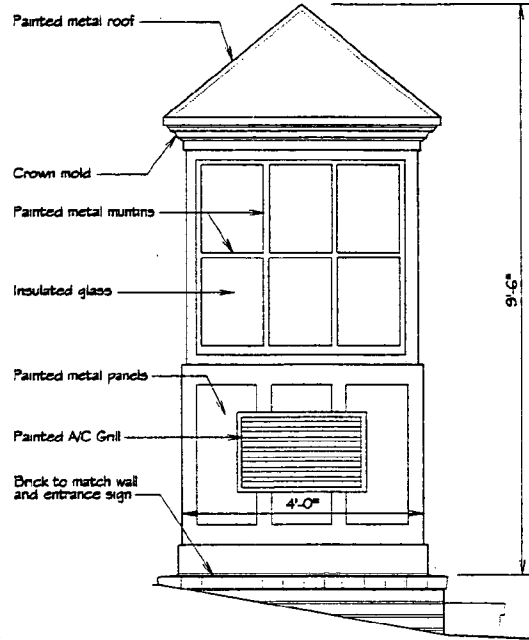 Painted metal roof
Crown mold
Painted metal muntins
Insulated glass
9'-6"
Painted metal panels
Painted A/C Grill
Brick to match wall
and entrance sign
4'-0"